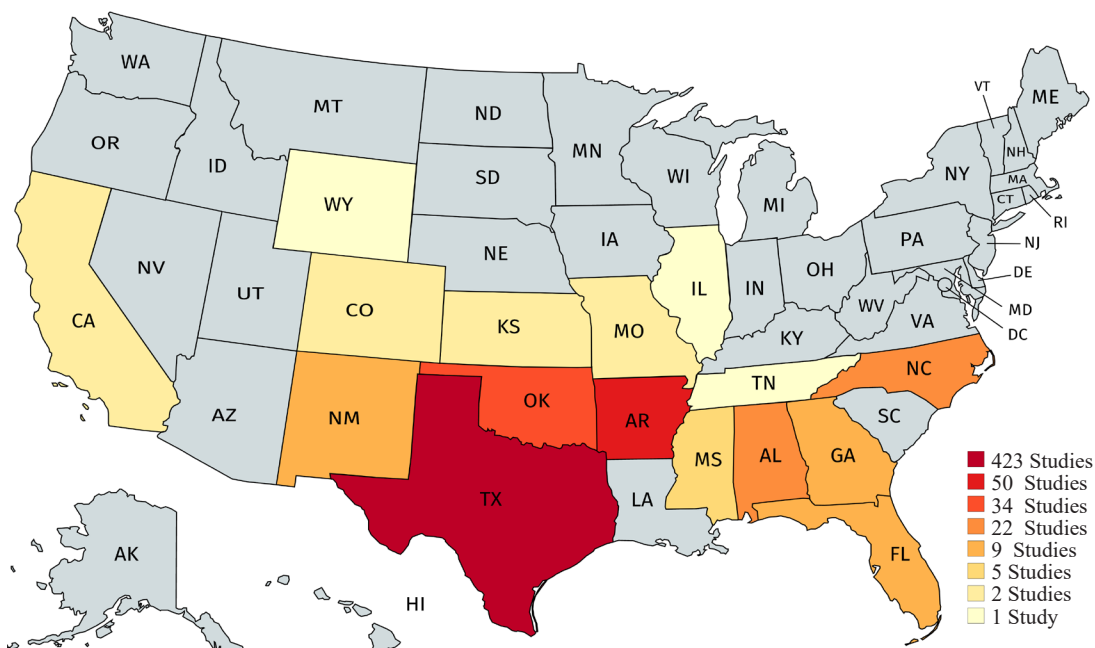 WA
MT
ND
MN
VT
ME
OR
ID
SD
WI
MI
NY
NH
MA
CT
RI
WY
NE
IA
PA
NJ
NV
UT
CO
IL
IN
OH
DE
CA
KS
MO
WV
VA
MD
DC
KY
AZ
NM
OK
AR
TN
NC
SC
TX
LA
MS
AL
GA
FL
AK
HI
423 Studies
50 Studies
34 Studies
22 Studies
9 Studies
5 Studies
2 Studies
1 Study